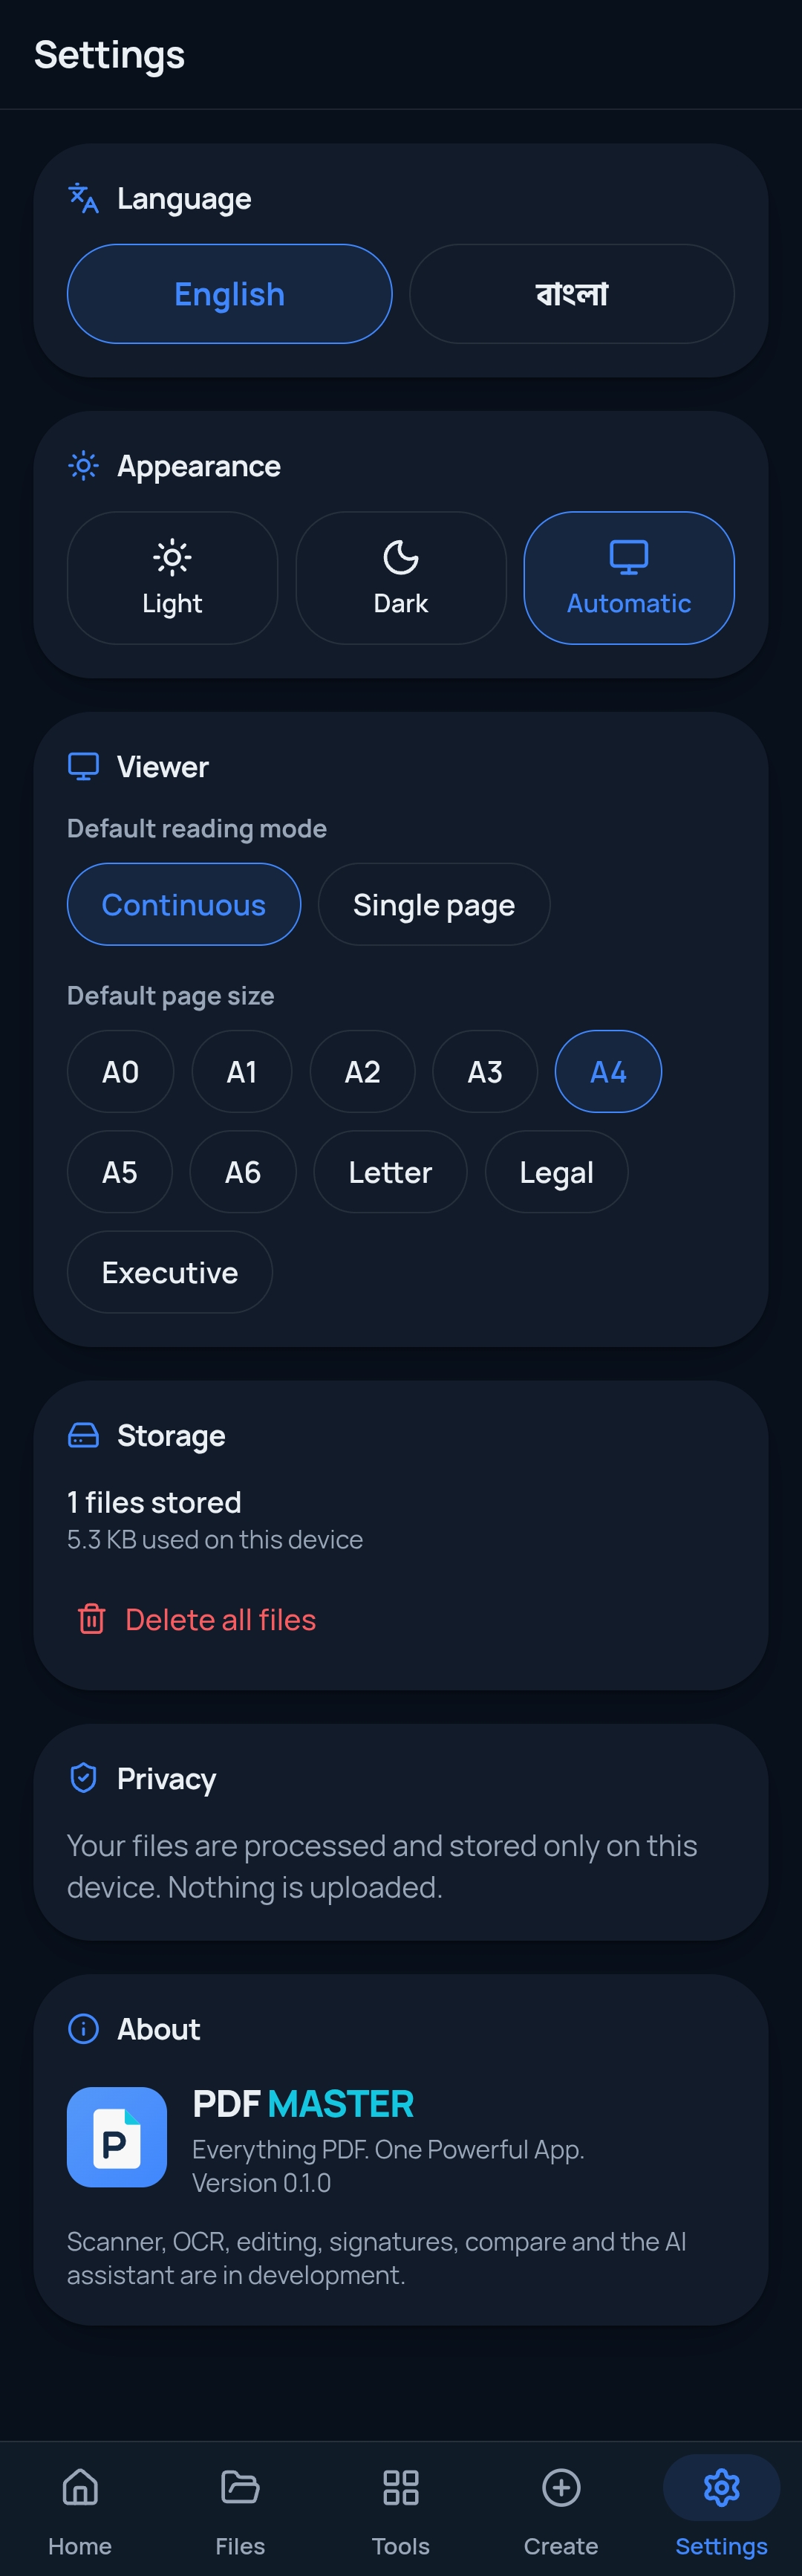 Settings
Language
English
বাংলা
Appearance
Light
Dark
Automatic
Viewer
Default reading mode
Continuous
Single page
Default page size
A0
A1
A2
A3
A4
A5
A6
Letter
Legal
Executive
Storage
1 files stored
5.3 KB used on this device
Delete all files
Privacy
Your files are processed and stored only on this
device. Nothing is uploaded.
About
P
PDF MASTER
Everything PDF. One Powerful App.
Version 0.1.0
Scanner, OCR, editing, signatures, compare and the AI
assistant are in development.
Home
Files
Tools
Create
Settings